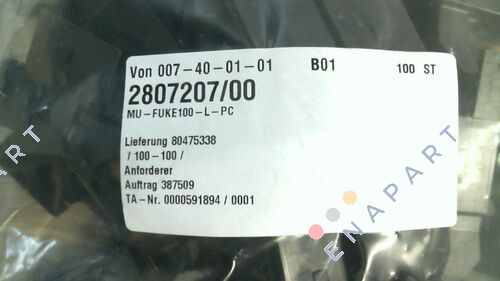 Von 007-40-01-01 B01 100 ST
2807207/00
MU-FUKE100-L-PC
Lieferung 80475338
/ 100-100 /
Anforderer
Auftrag 387509
TA-Nr. 0000591894 / 0001
ENAPART
ENAPART